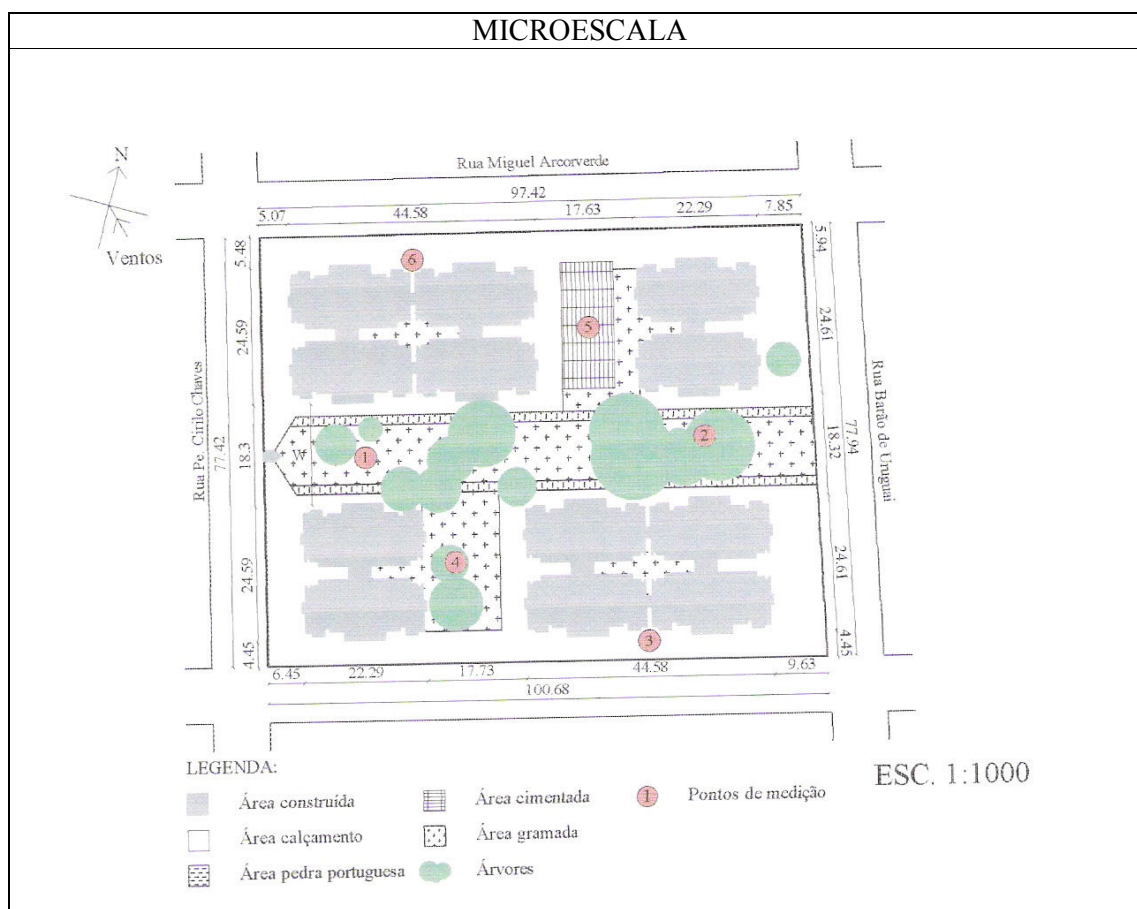 MICROESCALA
N
Ventos
Rua Miguel Arcorverde
97.42
5.07 44.58 17.63 22.29 7.85
Rua Pe. Cirilo Chaves
77.42
5.48
24.59
18.3
24.59
4.45
6
5
W
1
2
4
3
5.94
24.61
18.32
24.61
4.45
77.94
Rua Barão de Uruguai
6.45 22.29 17.73 44.58 9.63
100.68
LEGENDA:
Área construída
Área cimentada
1 Pontos de medição
Área calçamento
Área gramada
Área pedra portuguesa
Árvores
ESC. 1:1000